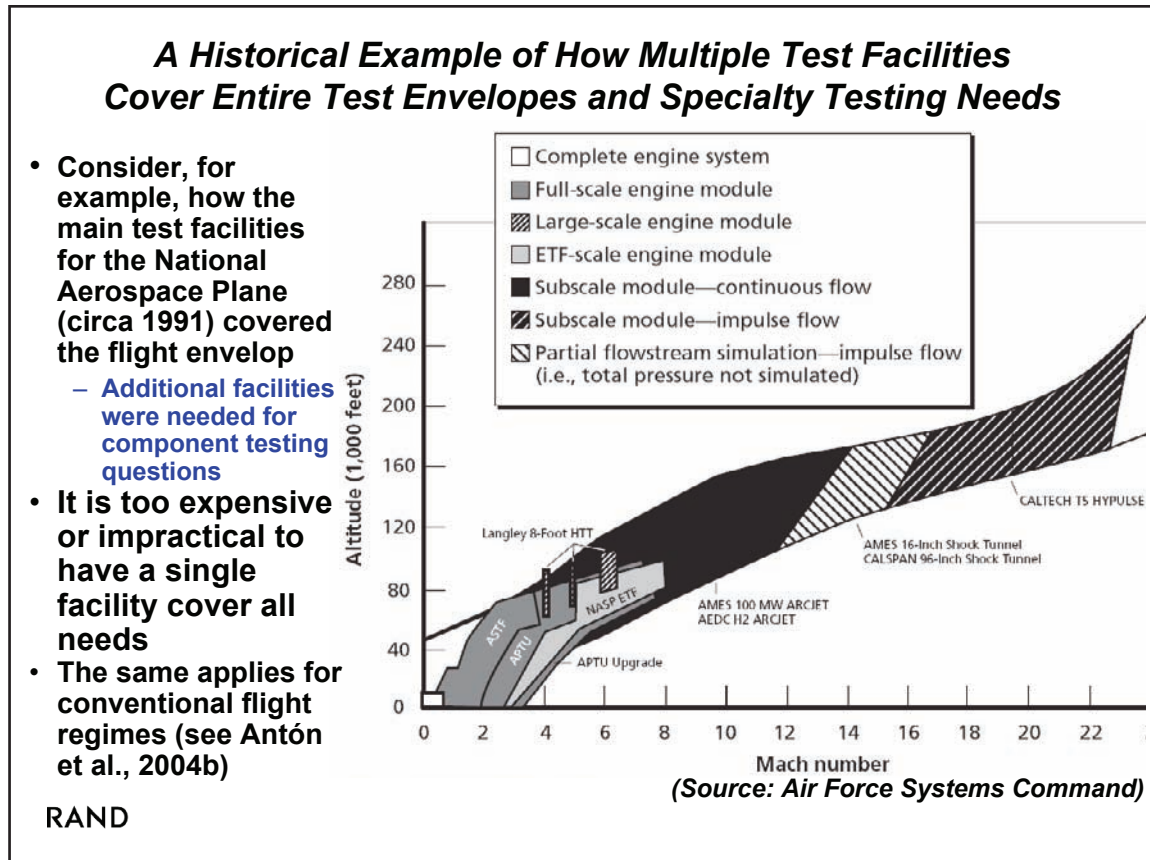 A Historical Example of How Multiple Test Facilities
Cover Entire Test Envelopes and Specialty Testing Needs
• Consider, for
example, how the
main test facilities
for the National
Aerospace Plane
(circa 1991) covered
the flight envelop
– Additional facilities
were needed for
component testing
questions
• It is too expensive
or impractical to
have a single
facility cover all
needs
• The same applies for
conventional flight
regimes (see Antón
et al., 2004b)
RAND
Complete engine system
Full-scale engine module
Large-scale engine module
ETF-scale engine module
Subscale module—continuous flow
Subscale module—impulse flow
Partial flowstream simulation—impulse flow
(i.e., total pressure not simulated)
Altitude (1,000 feet)
280
240
200
160
120
80
40
0
Langley 8-Foot HTT
ASTF
APTU
NASP ETF
APTU Upgrade
AMES 100 MW ARCJET
AEDC H2 ARCJET
AMES 16-Inch Shock Tunnel
CALSPAN 96-Inch Shock Tunnel
CALTECH T5 HYPULSE
0 2 4 6 8 10 12 14 16 18 20 22
Mach number
(Source: Air Force Systems Command)